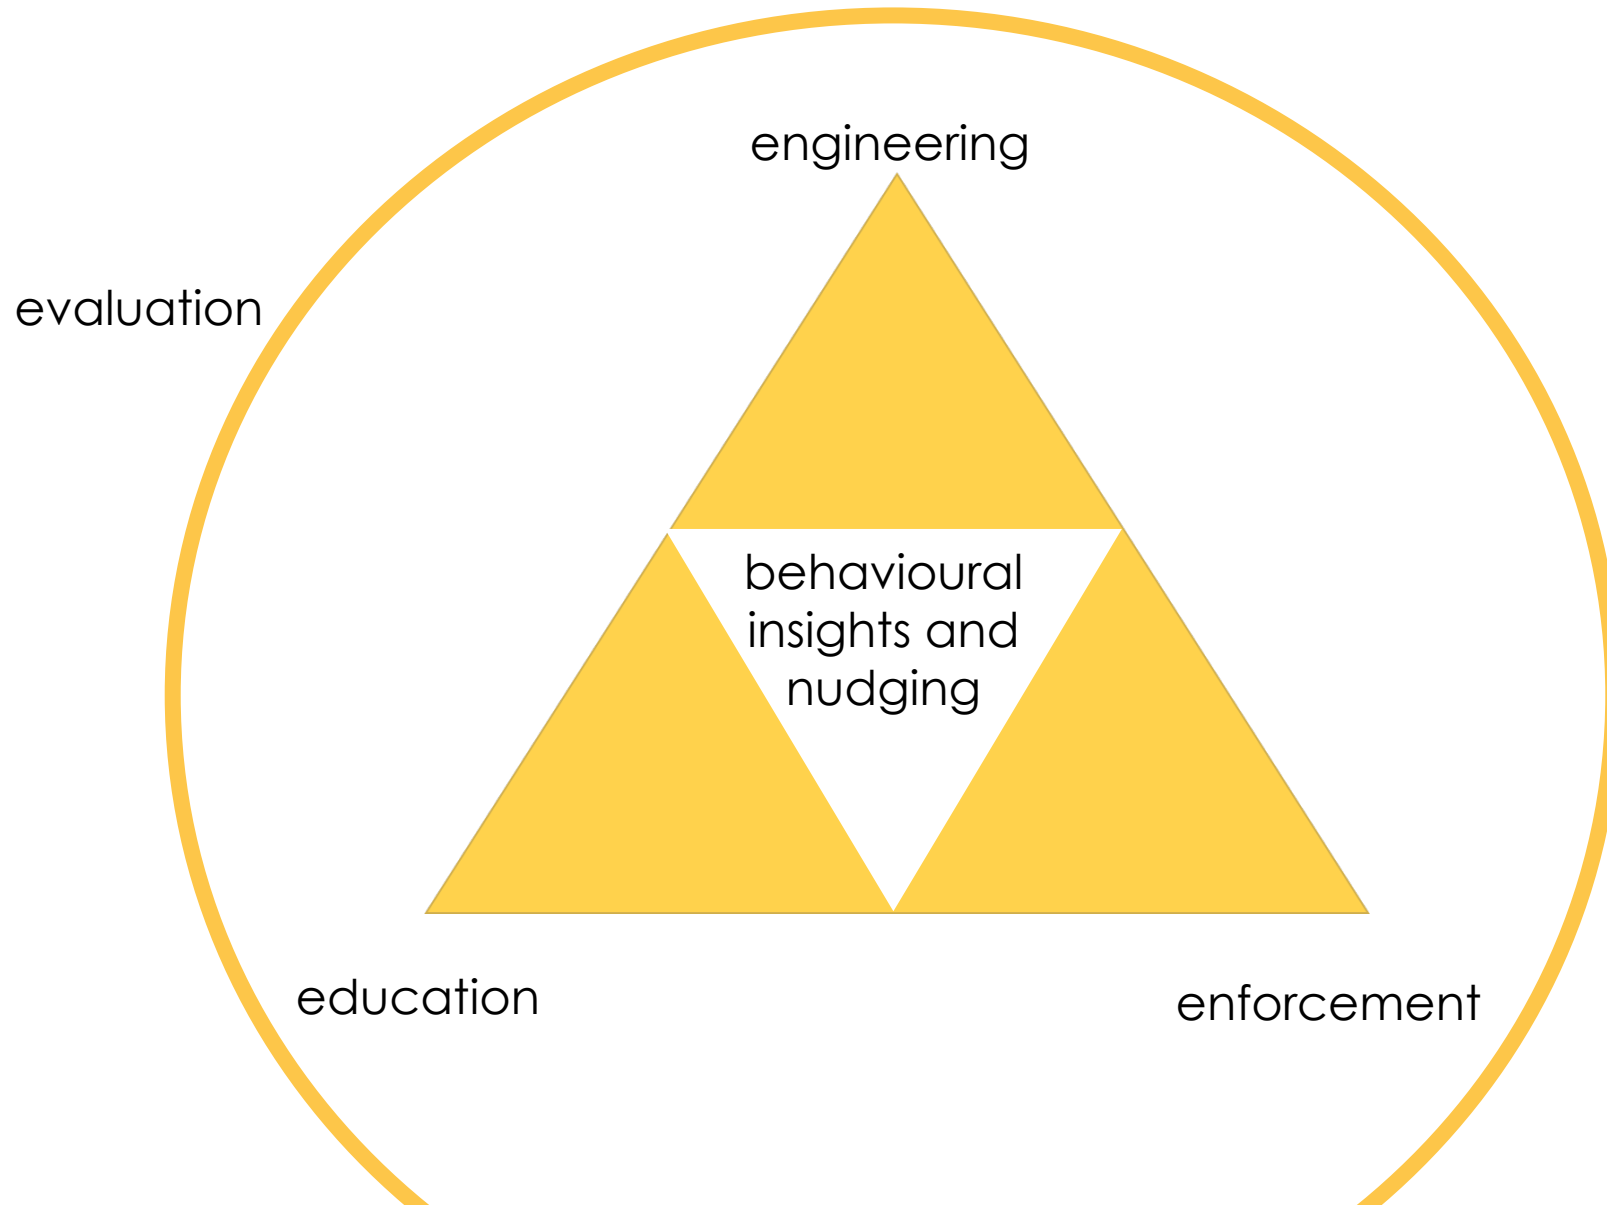 engineering
evaluation
behavioural
insights and
nudging
education
enforcement